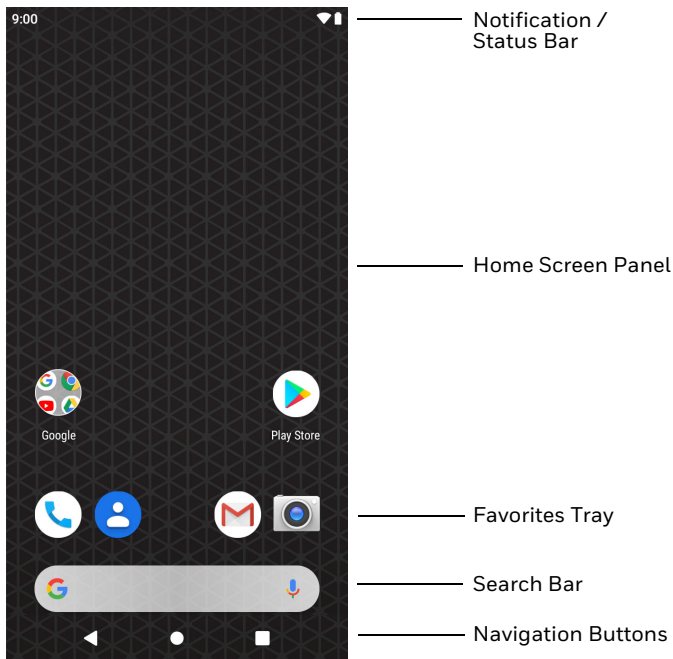 9:00
Notification /
Status Bar
Home Screen Panel
Google
Play Store
Favorites Tray
Search Bar
Navigation Buttons